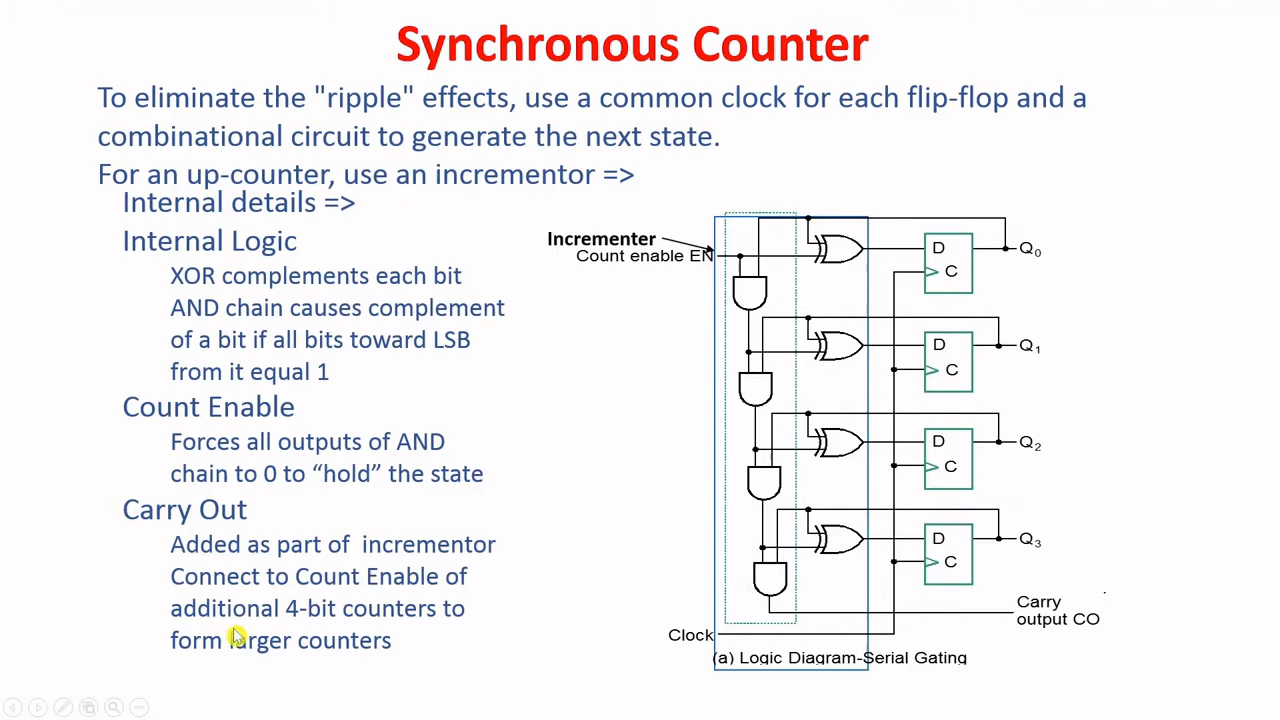 Synchronous Counter
To eliminate the "ripple" effects, use a common clock for each flip-flop and a
combinational circuit to generate the next state.
For an up-counter, use an incrementor =>
Internal details =>
Internal Logic
XOR complements each bit
AND chain causes complement
of a bit if all bits toward LSB
from it equal 1
Count Enable
Forces all outputs of AND
chain to 0 to “hold” the state
Carry Out
Added as part of incrementor
Connect to Count Enable of
additional 4-bit counters to
form larger counters
Incrementer
Count enable EN
D
C
Q0
D
C
Q1
D
C
Q2
D
C
Q3
Carry
output CO
Clock
(a) Logic Diagram-Serial Gating